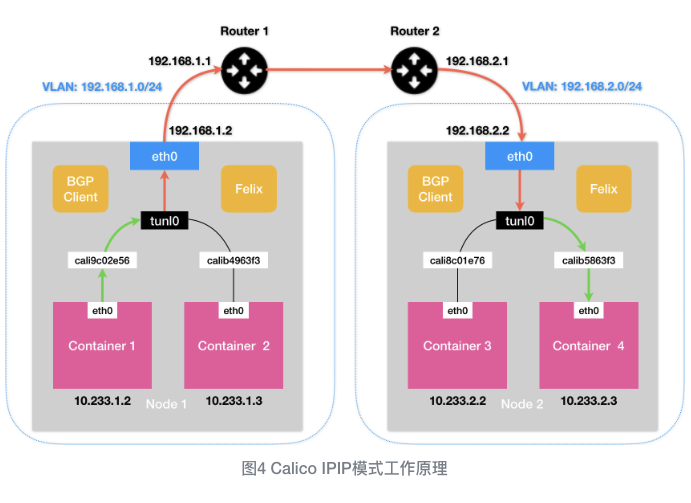 Router 1
Router 2
192.168.1.1
192.168.2.1
VLAN: 192.168.1.0/24
VLAN: 192.168.2.0/24
192.168.1.2
192.168.2.2
eth0
eth0
BGP
Client
Felix
BGP
Client
Felix
tunl0
tunl0
cali9c02e56
calib4963f3
cali8c01e76
calib5863f3
eth0
eth0
eth0
eth0
Container 1
Container 2
Container 3
Container 4
10.233.1.2
Node 1
10.233.1.3
10.233.2.2
Node 2
10.233.2.3
图4 Calico IPIP模式工作原理